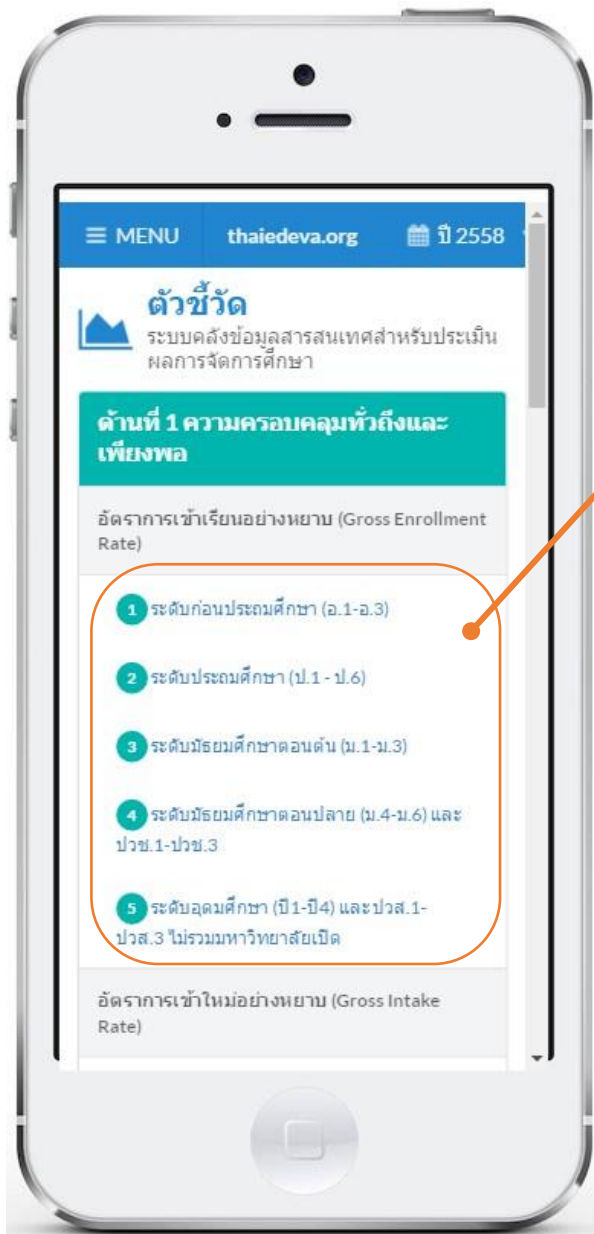 ≡ MENU thaiedeva.org ปี 2558
ตัวชี้วัด
ระบบคลังข้อมูลสารสนเทศสำหรับประเมิน
ผลการจัดการศึกษา
ด้านที่ 1 ความครอบคลุมทั่วถึงและ
เพียงพอ
อัตราการเข้าเรียนอย่างหยาบ (Gross Enrollment
Rate)
1 ระดับก่อนประถมศึกษา (อ.1-อ.3)
2 ระดับประถมศึกษา (ป.1 - ป.6)
3 ระดับมัธยมศึกษาตอนต้น (ม.1-ม.3)
4 ระดับมัธยมศึกษาตอนปลาย (ม.4-ม.6) และ
ปวช.1-ปวช.3
5 ระดับอุดมศึกษา (ปี1-ปี4) และปวส.1-
ปวส.3 ไม่รวมมหาวิทยาลัยเปิด
อัตราการเข้าใหม่อย่างหยาบ (Gross Intake
Rate)